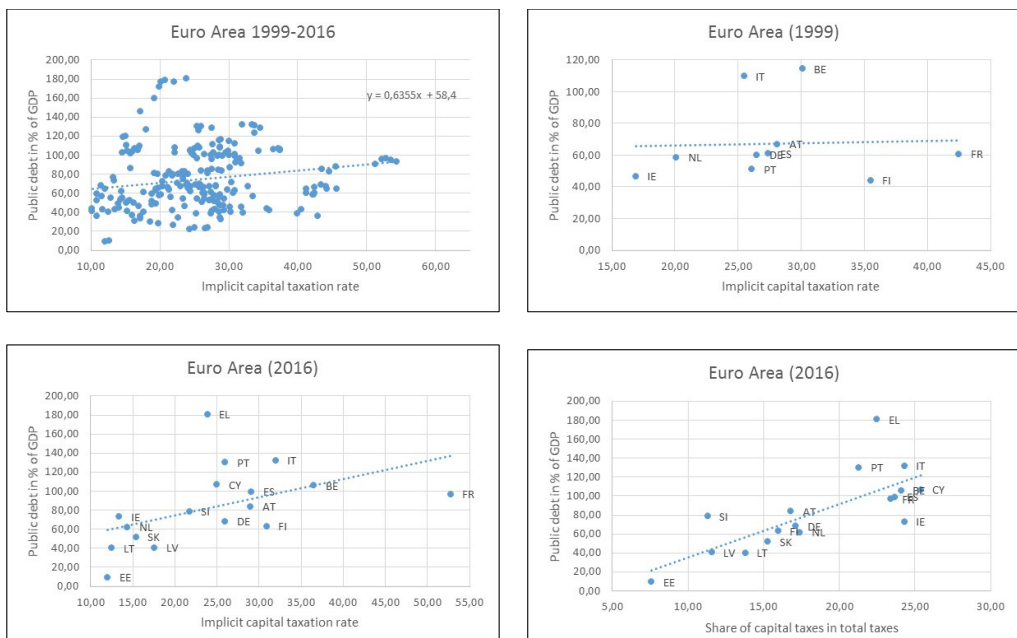 Euro Area 1999-2016
200,00
180,00
160,00
140,00
120,00
100,00
80,00
60,00
40,00
20,00
0,00
Public debt in % of GDP
y = 0,6355x + 58,4
10,00 20,00 30,00 40,00 50,00 60,00
Implicit capital taxation rate
Euro Area (1999)
120,00
100,00
80,00
60,00
40,00
20,00
0,00
Public debt in % of GDP
BE
IT
AT
DE ES
NL
FR
PT
IE
FI
15,00 20,00 25,00 30,00 35,00 40,00 45,00
Implicit capital taxation rate
Euro Area (2016)
200,00
180,00
160,00
140,00
120,00
100,00
80,00
60,00
40,00
20,00
0,00
Public debt in % of GDP
EL
PT
IT
CY
BE
ES
FR
AT
SI
IE
DE
NL
FI
SK
LT
LV
EE
10,00 15,00 20,00 25,00 30,00 35,00 40,00 45,00 50,00 55,00
Implicit capital taxation rate
Euro Area (2016)
200,00
180,00
160,00
140,00
120,00
100,00
80,00
60,00
40,00
20,00
0,00
Public debt in % of GDP
EL
PT
IT
BE
CY
FR
ES
AT
SI
IE
DE
FI
NL
SK
LV
LT
EE
5,00 10,00 15,00 20,00 25,00 30,00
Share of capital taxes in total taxes